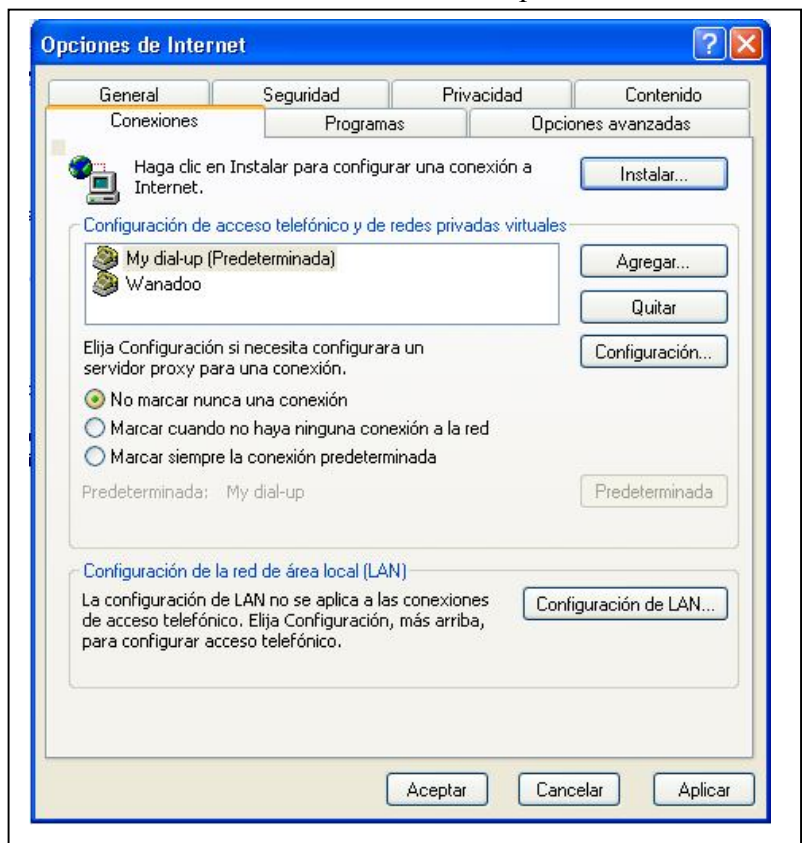 Opciones de Internet
General Seguridad Privacidad Contenido
Conexiones Programas Opciones avanzadas
Haga clic en Instalar para configurar una conexión a
Internet.
Instalar...
Configuración de acceso telefónico y de redes privadas virtuales
My dial-up (Predeterminada)
Wanadoo
Agregar...
Quitar
Elija Configuración si necesita configurara un
servidor proxy para una conexión.
Configuración...
No marcar nunca una conexión
Marcar cuando no haya ninguna conexión a la red
Marcar siempre la conexión predeterminada
Predeterminada: My dial-up
Predeterminada
Configuración de la red de área local (LAN)
La configuración de LAN no se aplica a las conexiones
de acceso telefónico. Elija Configuración, más arriba,
para configurar acceso telefónico.
Configuración de LAN...
Aceptar Cancelar Aplicar